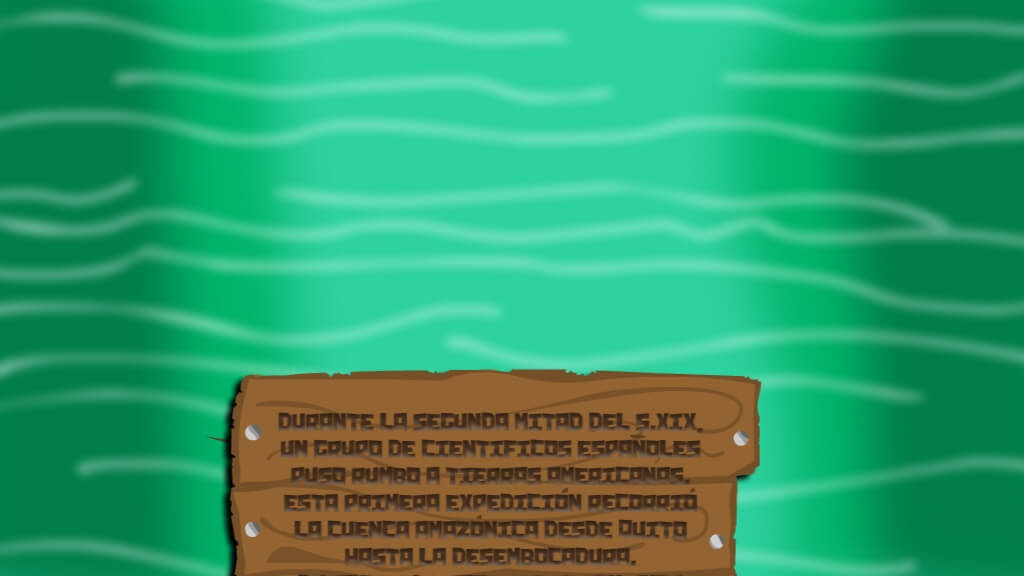 DURANTE LA SEGUNDA MITAD DEL S.XIX,
UN GRUPO DE CIENTIFICOS ESPAÑOLES
PUSO RUMBO A TIERRAS AMERICANAS.
ESTA PRIMERA EXPEDICIÓN RECORRIÓ
LA CUENCA AMAZÓNICA DESDE QUITO
HASTA LA DESEMBOCADURA.